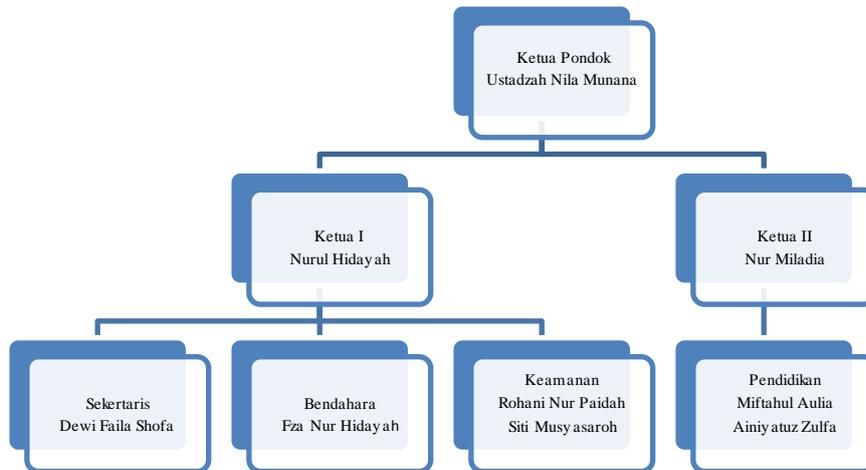 Ketua Pondok
Ustadzah Nila Munana
Ketua I
Nurul Hidayah
Ketua II
Nur Miladia
Sekertaris
Dewi Faila Shofa
Bendahara
Fza Nur Hidayah
Keamanan
Rohani Nur Paidah
Siti Musyasaroh
Pendidikan
Miftahul Aulia
Ainiyatuz Zulfa